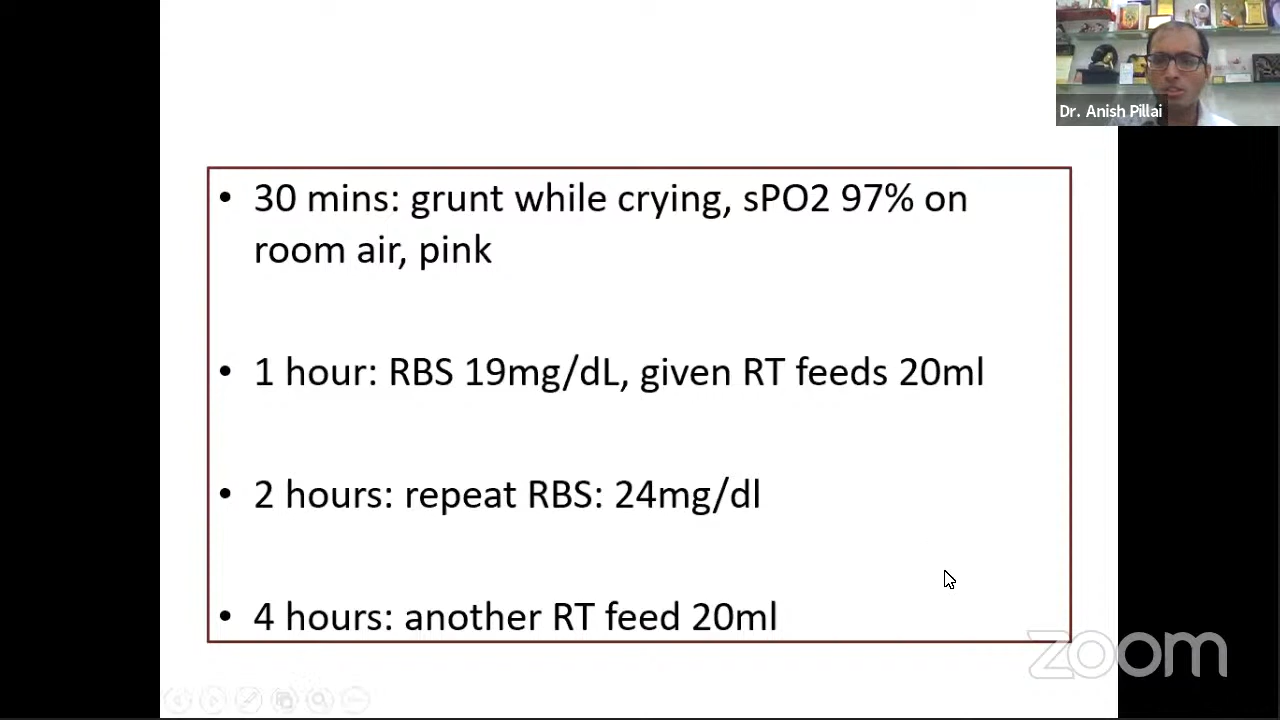 Dr. Anish Pillai
• 30 mins: grunt while crying, sPO2 97% on
room air, pink
• 1 hour: RBS 19mg/dL, given RT feeds 20ml
• 2 hours: repeat RBS: 24mg/dl
• 4 hours: another RT feed 20ml
zoom